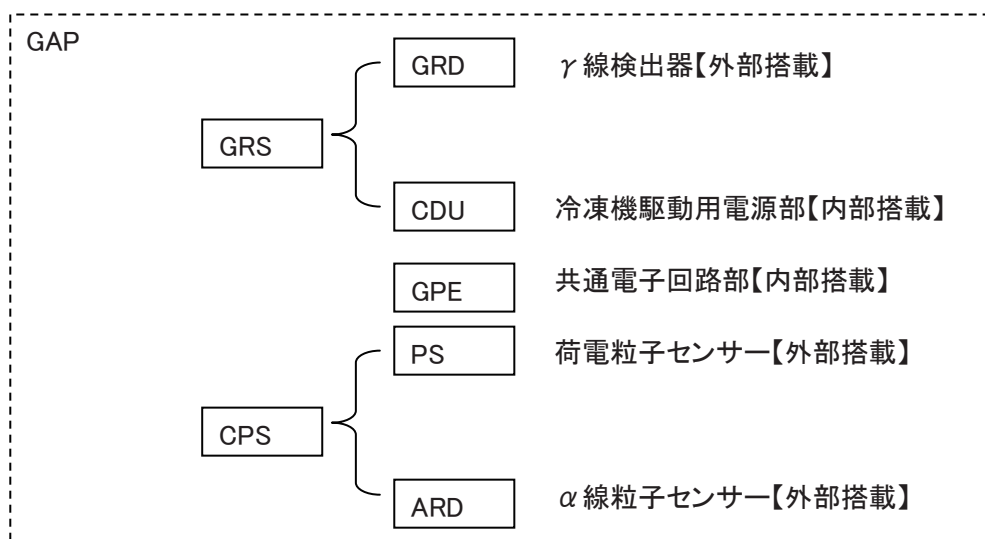 GAP
GRD γ線検出器【外部搭載】
GRS
CDU 冷凍機駆動用電源部【内部搭載】
GPE 共通電子回路部【内部搭載】
PS 荷電粒子センサー【外部搭載】
CPS
ARD α線粒子センサー【外部搭載】